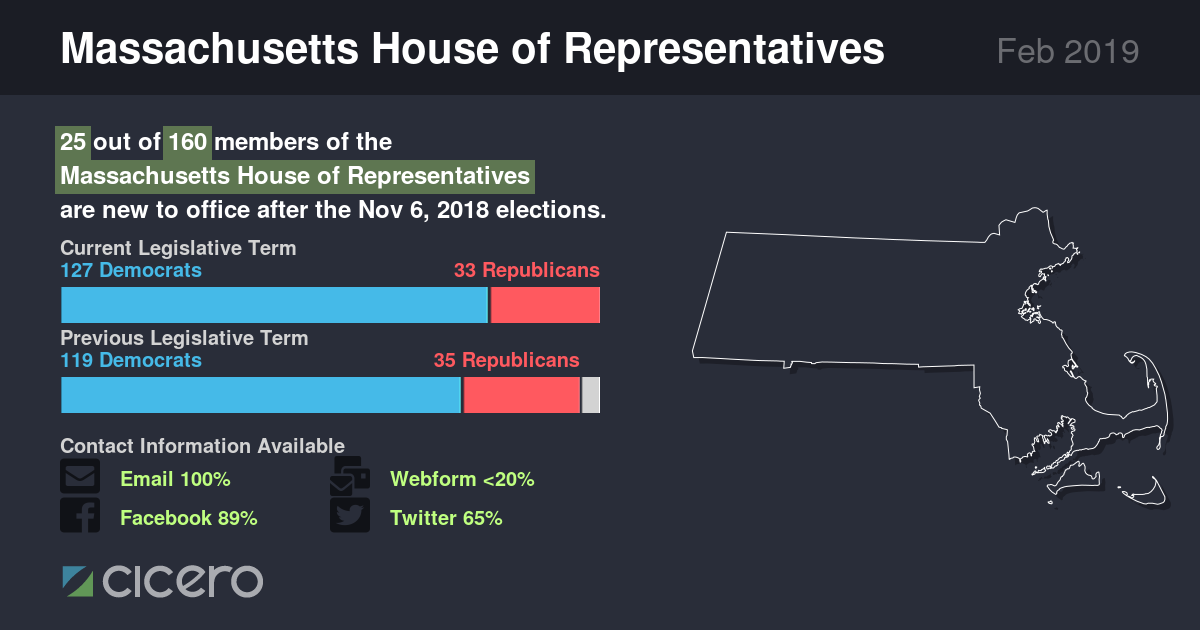 Massachusetts House of Representatives
Feb 2019
25 out of 160 members of the
Massachusetts House of Representatives
are new to office after the Nov 6, 2018 elections.
Current Legislative Term
127 Democrats 33 Republicans
Previous Legislative Term
119 Democrats 35 Republicans
Contact Information Available
Email 100% Webform <20%
Facebook 89% Twitter 65%
cicero